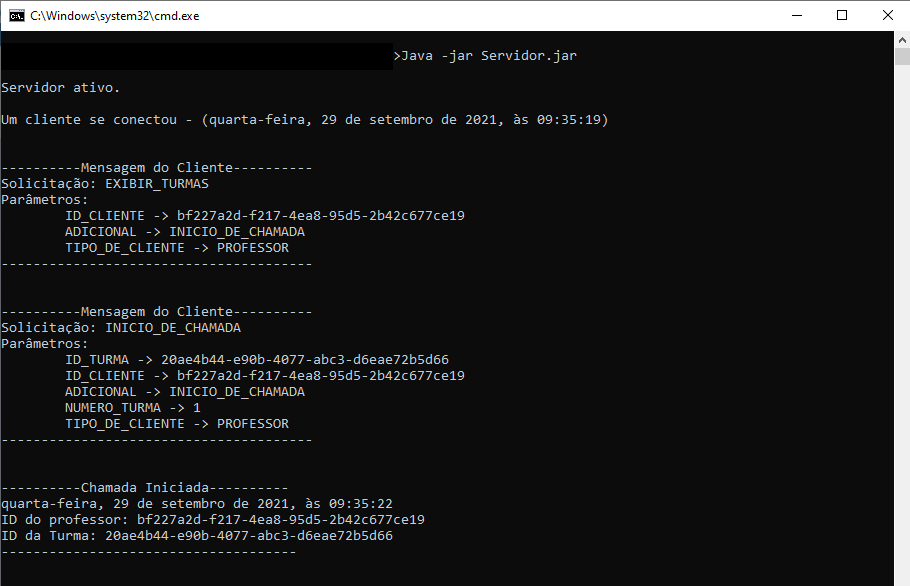 C:\Windows\system32\cmd.exe
>Java -jar Servidor.jar
Servidor ativo.
Um cliente se conectou - (quarta-feira, 29 de setembro de 2021, às 09:35:19)
----------Mensagem do Cliente----------
Solicitação: EXIBIR_TURMAS
Parâmetros:
ID_CLIENTE -> bf227a2d-f217-4ea8-95d5-2b42c677ce19
ADICIONAL -> INICIO_DE_CHAMADA
TIPO_DE_CLIENTE -> PROFESSOR
---------------------------------------
----------Mensagem do Cliente----------
Solicitação: INICIO_DE_CHAMADA
Parâmetros:
ID_TURMA -> 20ae4b44-e90b-4077-abc3-d6eae72b5d66
ID_CLIENTE -> bf227a2d-f217-4ea8-95d5-2b42c677ce19
ADICIONAL -> INICIO_DE_CHAMADA
NUMERO_TURMA -> 1
TIPO_DE_CLIENTE -> PROFESSOR
---------------------------------------
----------Chamada Iniciada----------
quarta-feira, 29 de setembro de 2021, às 09:35:22
ID do professor: bf227a2d-f217-4ea8-95d5-2b42c677ce19
ID da Turma: 20ae4b44-e90b-4077-abc3-d6eae72b5d66
-------------------------------------